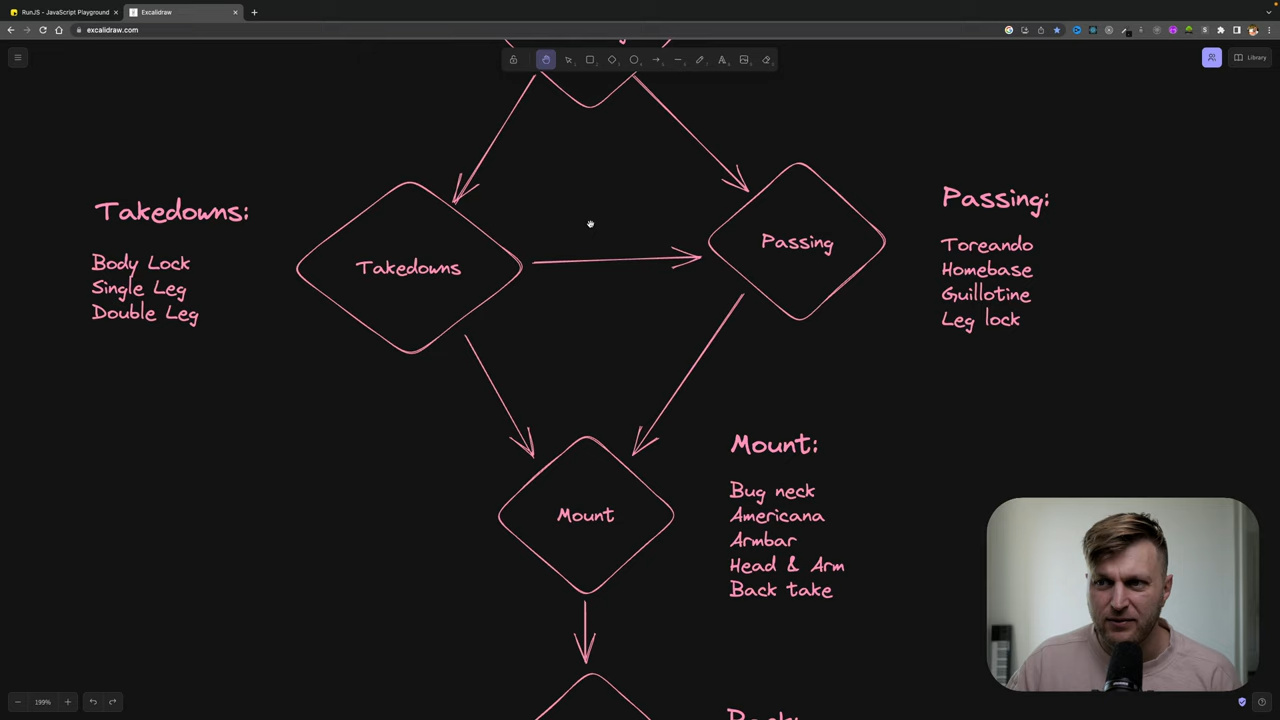 RunJS - JavaScript Playground
Excalidraw
excalidraw.com
Library
Takedowns:
Body Lock
Single Leg
Double Leg
Takedowns
Passing
Passing:
Toreando
Homebase
Guillotine
Leg lock
Mount
Mount:
Bug neck
Americana
Armbar
Head & Arm
Back take
199%